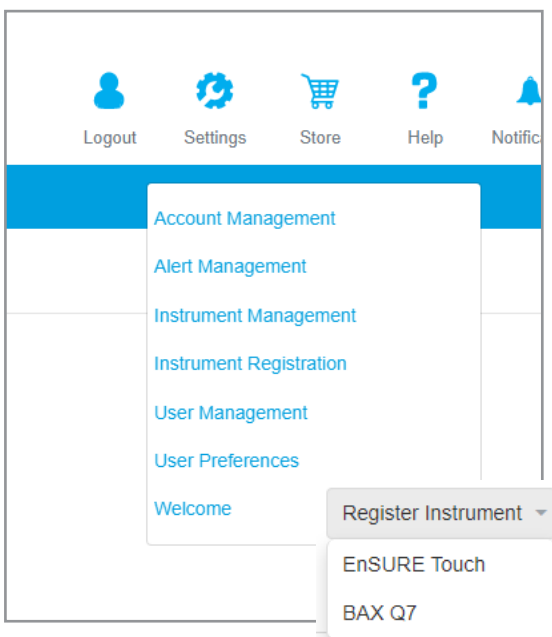 Logout Settings Store Help Notific
Account Management
Alert Management
Instrument Management
Instrument Registration
User Management
User Preferences
Welcome
Register Instrument
EnSURE Touch
BAX Q7